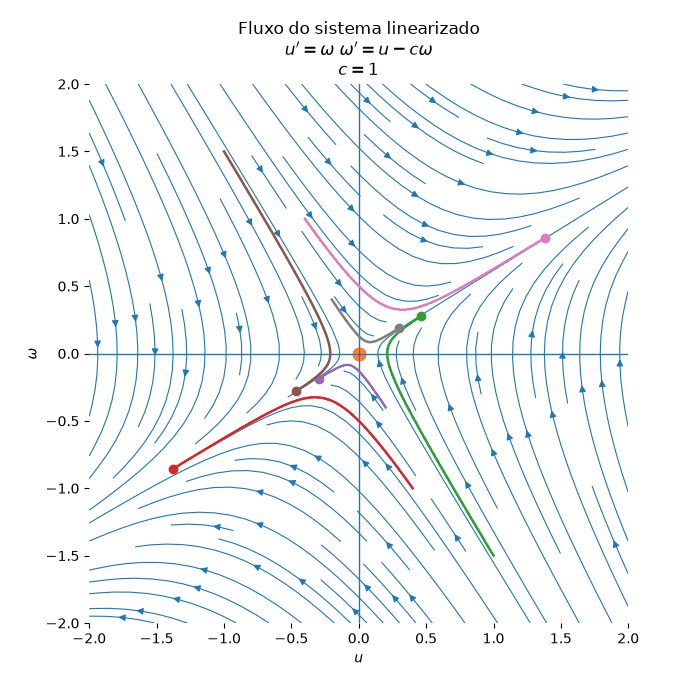 Fluxo do sistema linearizado
u′ = ω ω′ = u − cω
c = 1
2.0
1.5
1.0
0.5
0.0
−0.5
−1.0
−1.5
−2.0
ω
−2.0 −1.5 −1.0 −0.5 0.0 0.5 1.0 1.5 2.0
u